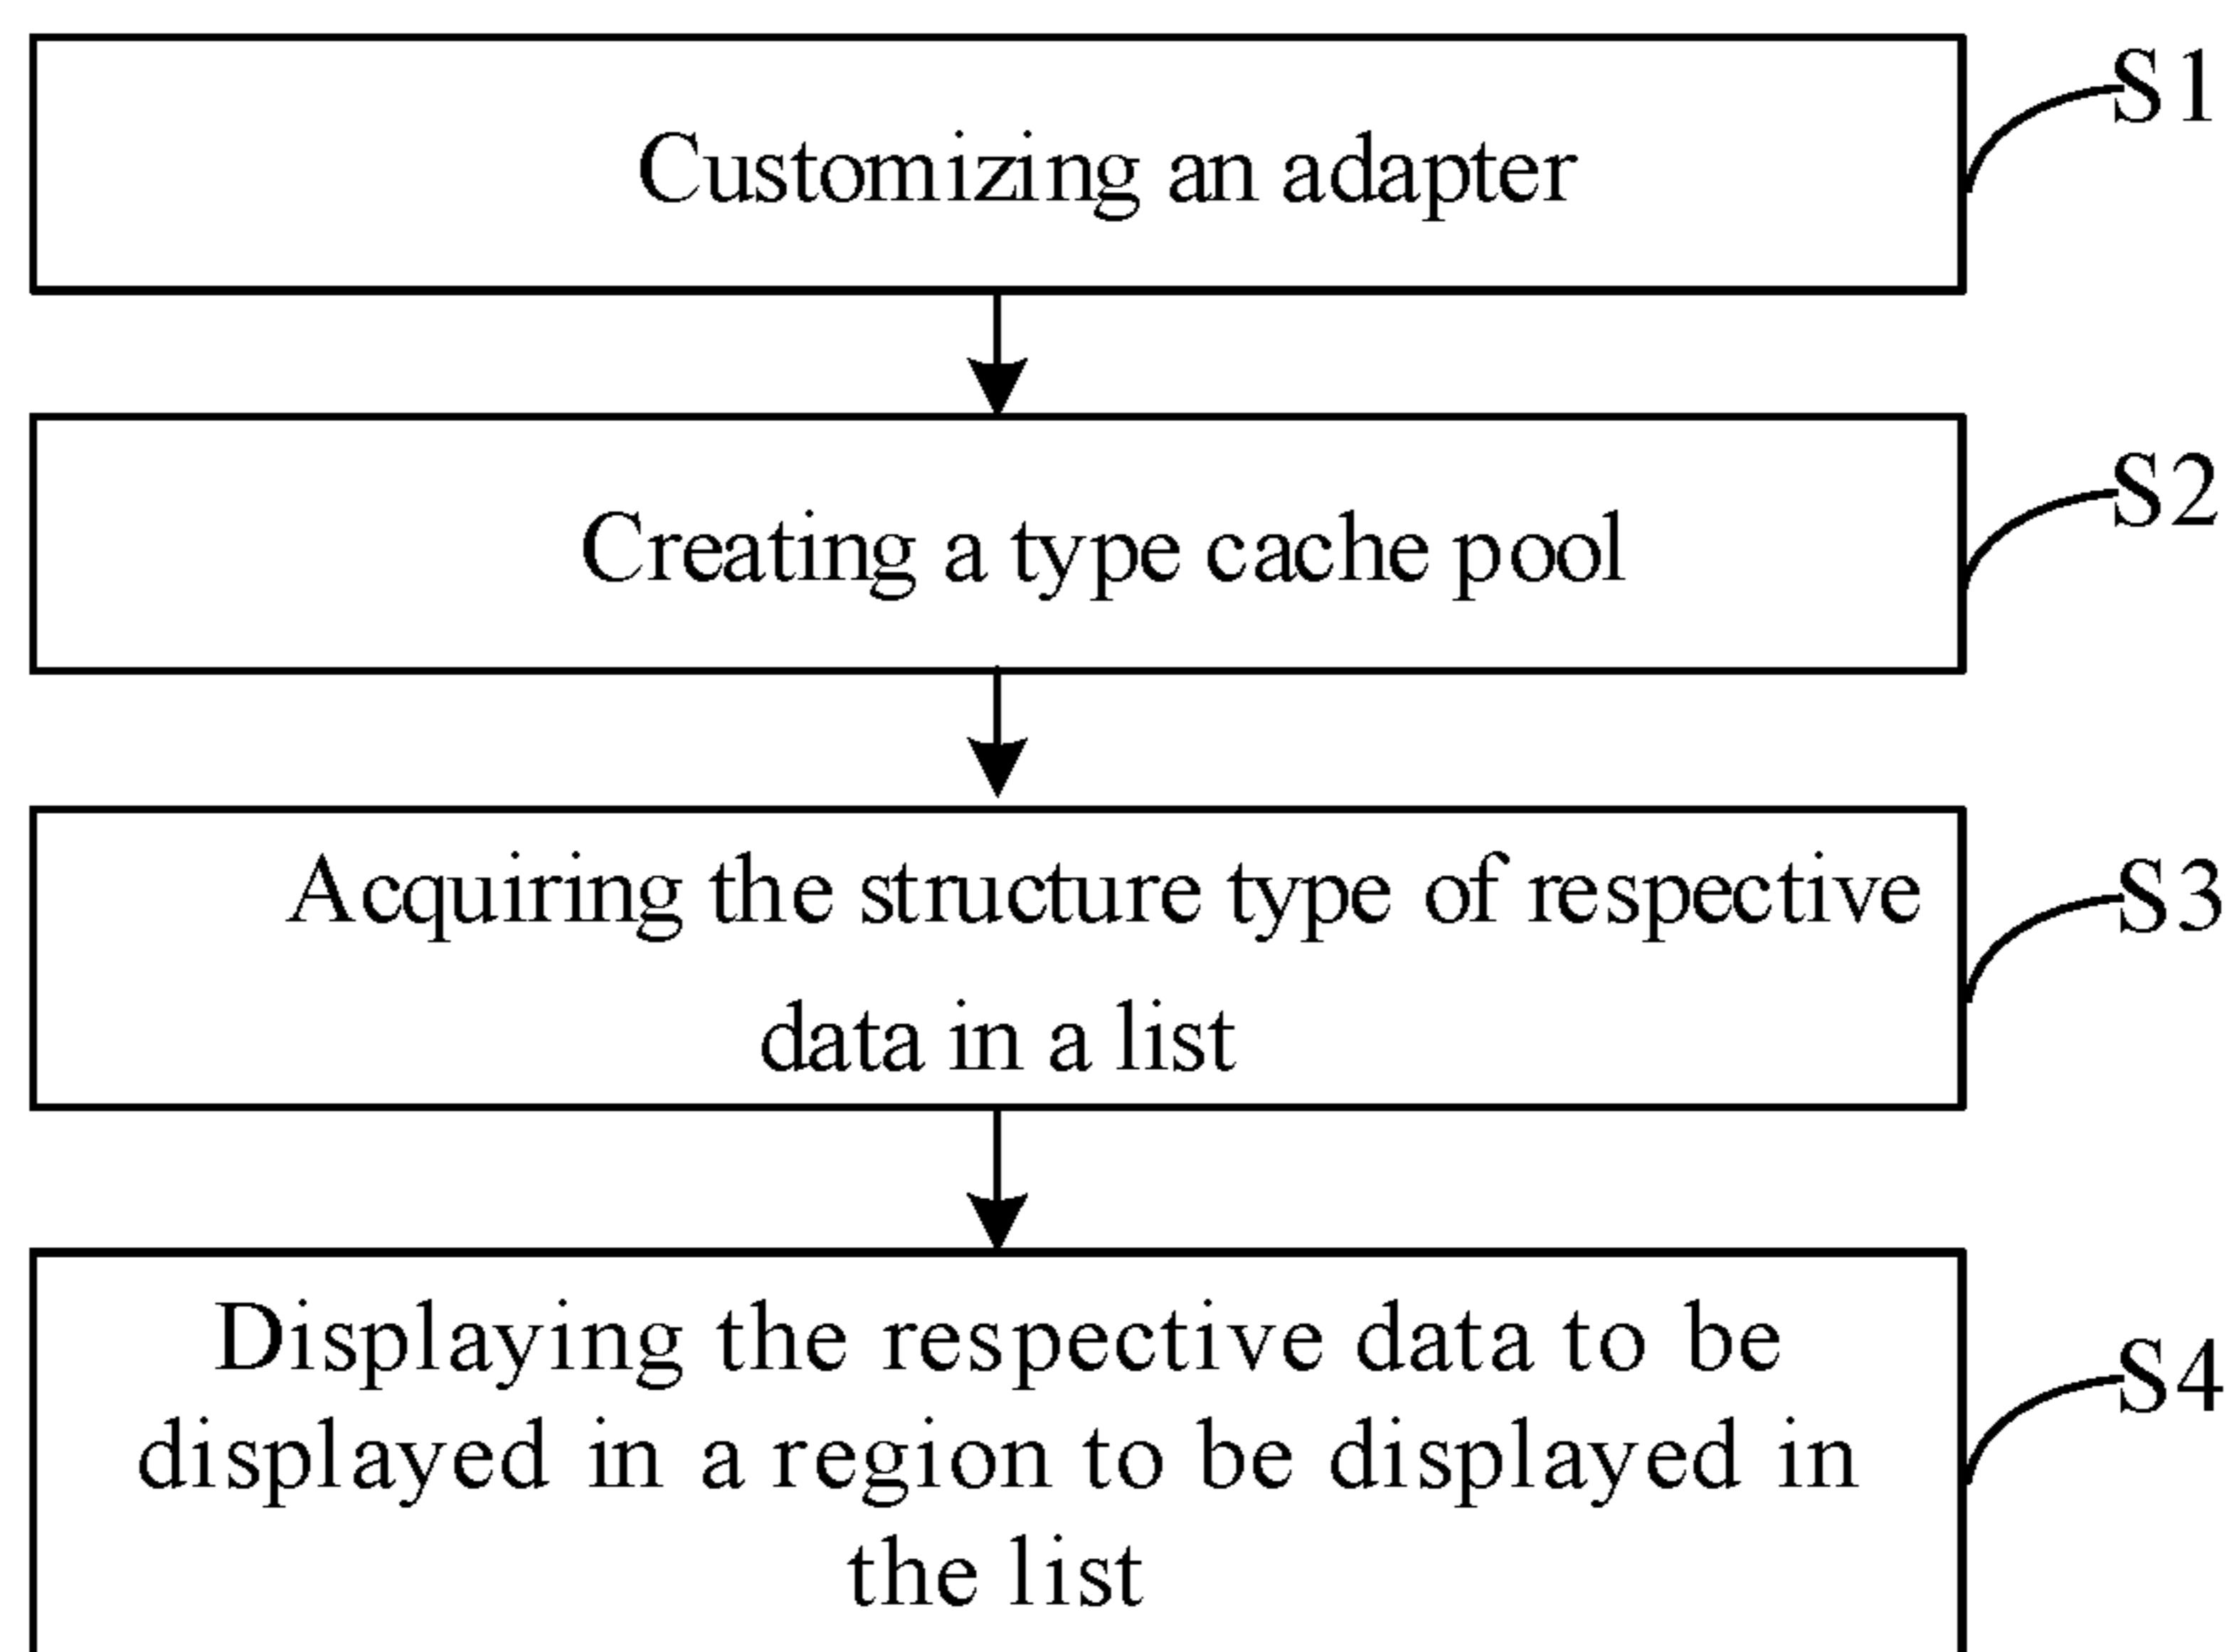 Customizing an adapter
S1
Creating a type cache pool
S2
Acquiring the structure type of respective
data in a list
S3
Displaying the respective data to be
displayed in a region to be displayed in
the list
S4